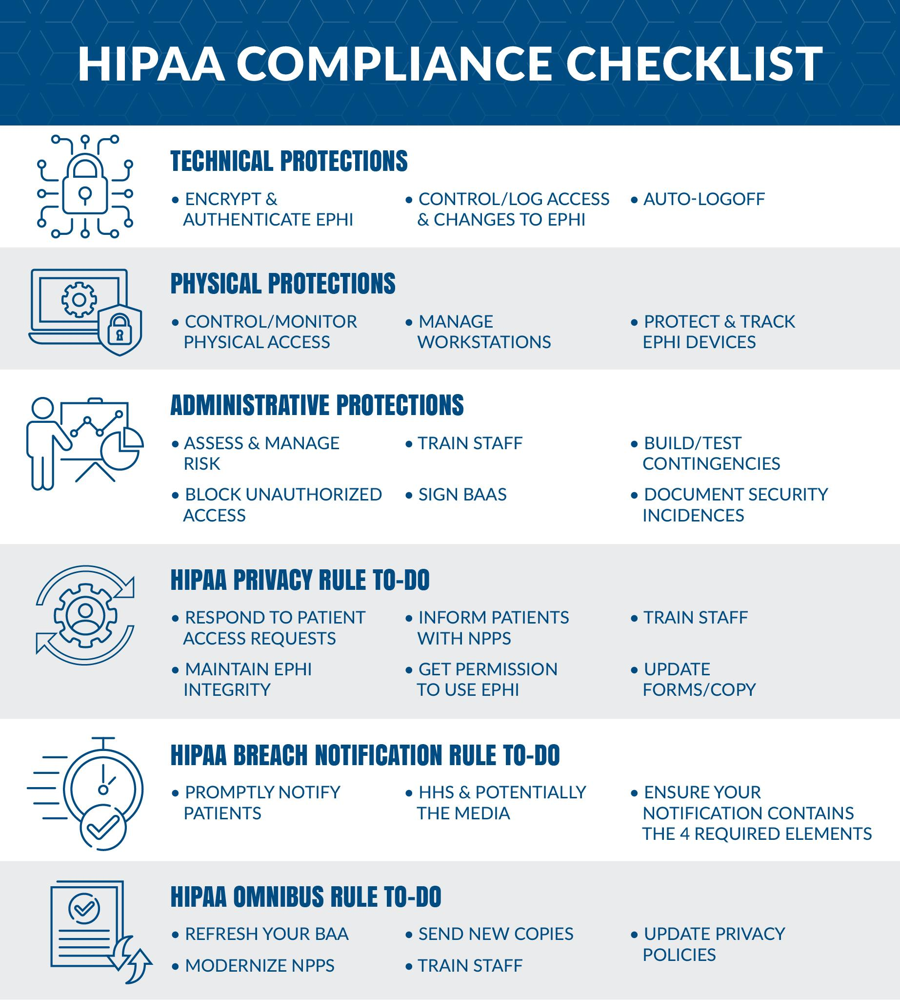 HIPAA COMPLIANCE CHECKLIST
TECHNICAL PROTECTIONS
• ENCRYPT &
AUTHENTICATE EPHI
• CONTROL/LOG ACCESS
& CHANGES TO EPHI
• AUTO-LOGOFF
PHYSICAL PROTECTIONS
• CONTROL/MONITOR
PHYSICAL ACCESS
• MANAGE
WORKSTATIONS
• PROTECT & TRACK
EPHI DEVICES
ADMINISTRATIVE PROTECTIONS
• ASSESS & MANAGE
RISK
• TRAIN STAFF
• BUILD/TEST
CONTINGENCIES
• BLOCK UNAUTHORIZED
ACCESS
• SIGN BAAS
• DOCUMENT SECURITY
INCIDENCES
HIPAA PRIVACY RULE TO-DO
• RESPOND TO PATIENT
ACCESS REQUESTS
• INFORM PATIENTS
WITH NPPS
• TRAIN STAFF
• MAINTAIN EPHI
INTEGRITY
• GET PERMISSION
TO USE EPHI
• UPDATE
FORMS/COPY
HIPAA BREACH NOTIFICATION RULE TO-DO
• PROMPTLY NOTIFY
PATIENTS
• HHS & POTENTIALLY
THE MEDIA
• ENSURE YOUR
NOTIFICATION CONTAINS
THE 4 REQUIRED ELEMENTS
HIPAA OMNIBUS RULE TO-DO
• REFRESH YOUR BAA
• SEND NEW COPIES
• UPDATE PRIVACY
POLICIES
• MODERNIZE NPPS
• TRAIN STAFF